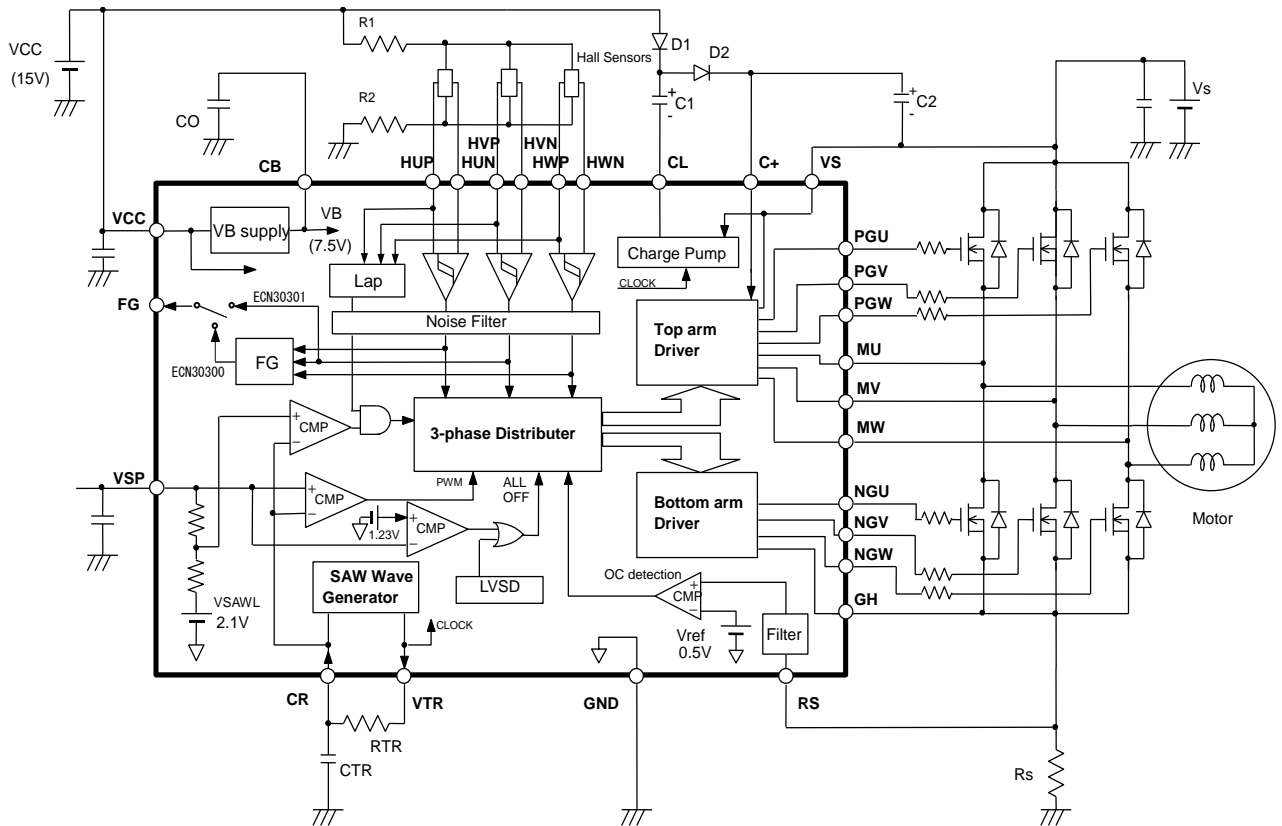 R1
D1
D2
VCC
(15V)
Hall Sensors
Vs
R2
+
C1
-
+
C2
-
CO
HVP
HVN
CB
HUP
HUN
HWP
HWN
CL
C+
VS
VCC
VB supply
VB
(7.5V)
Charge Pump
PGU
Lap
CLOCK
PGV
FG
ECN30301
Noise Filter
PGW
Top arm
Driver
FG
MU
ECN30300
MV
+
CMP
-
3-phase Distributer
MW
VSP
+
CMP
-
PWM
ALL
OFF
Bottom arm
Driver
NGU
1.23V
+
CMP
-
NGV
Motor
NGW
SAW Wave
Generator
LVSD
OC detection
+
CMP
-
GH
VSAWL
2.1V
CLOCK
Vref
0.5V
Filter
CR
VTR
GND
RS
RTR
CTR
Rs